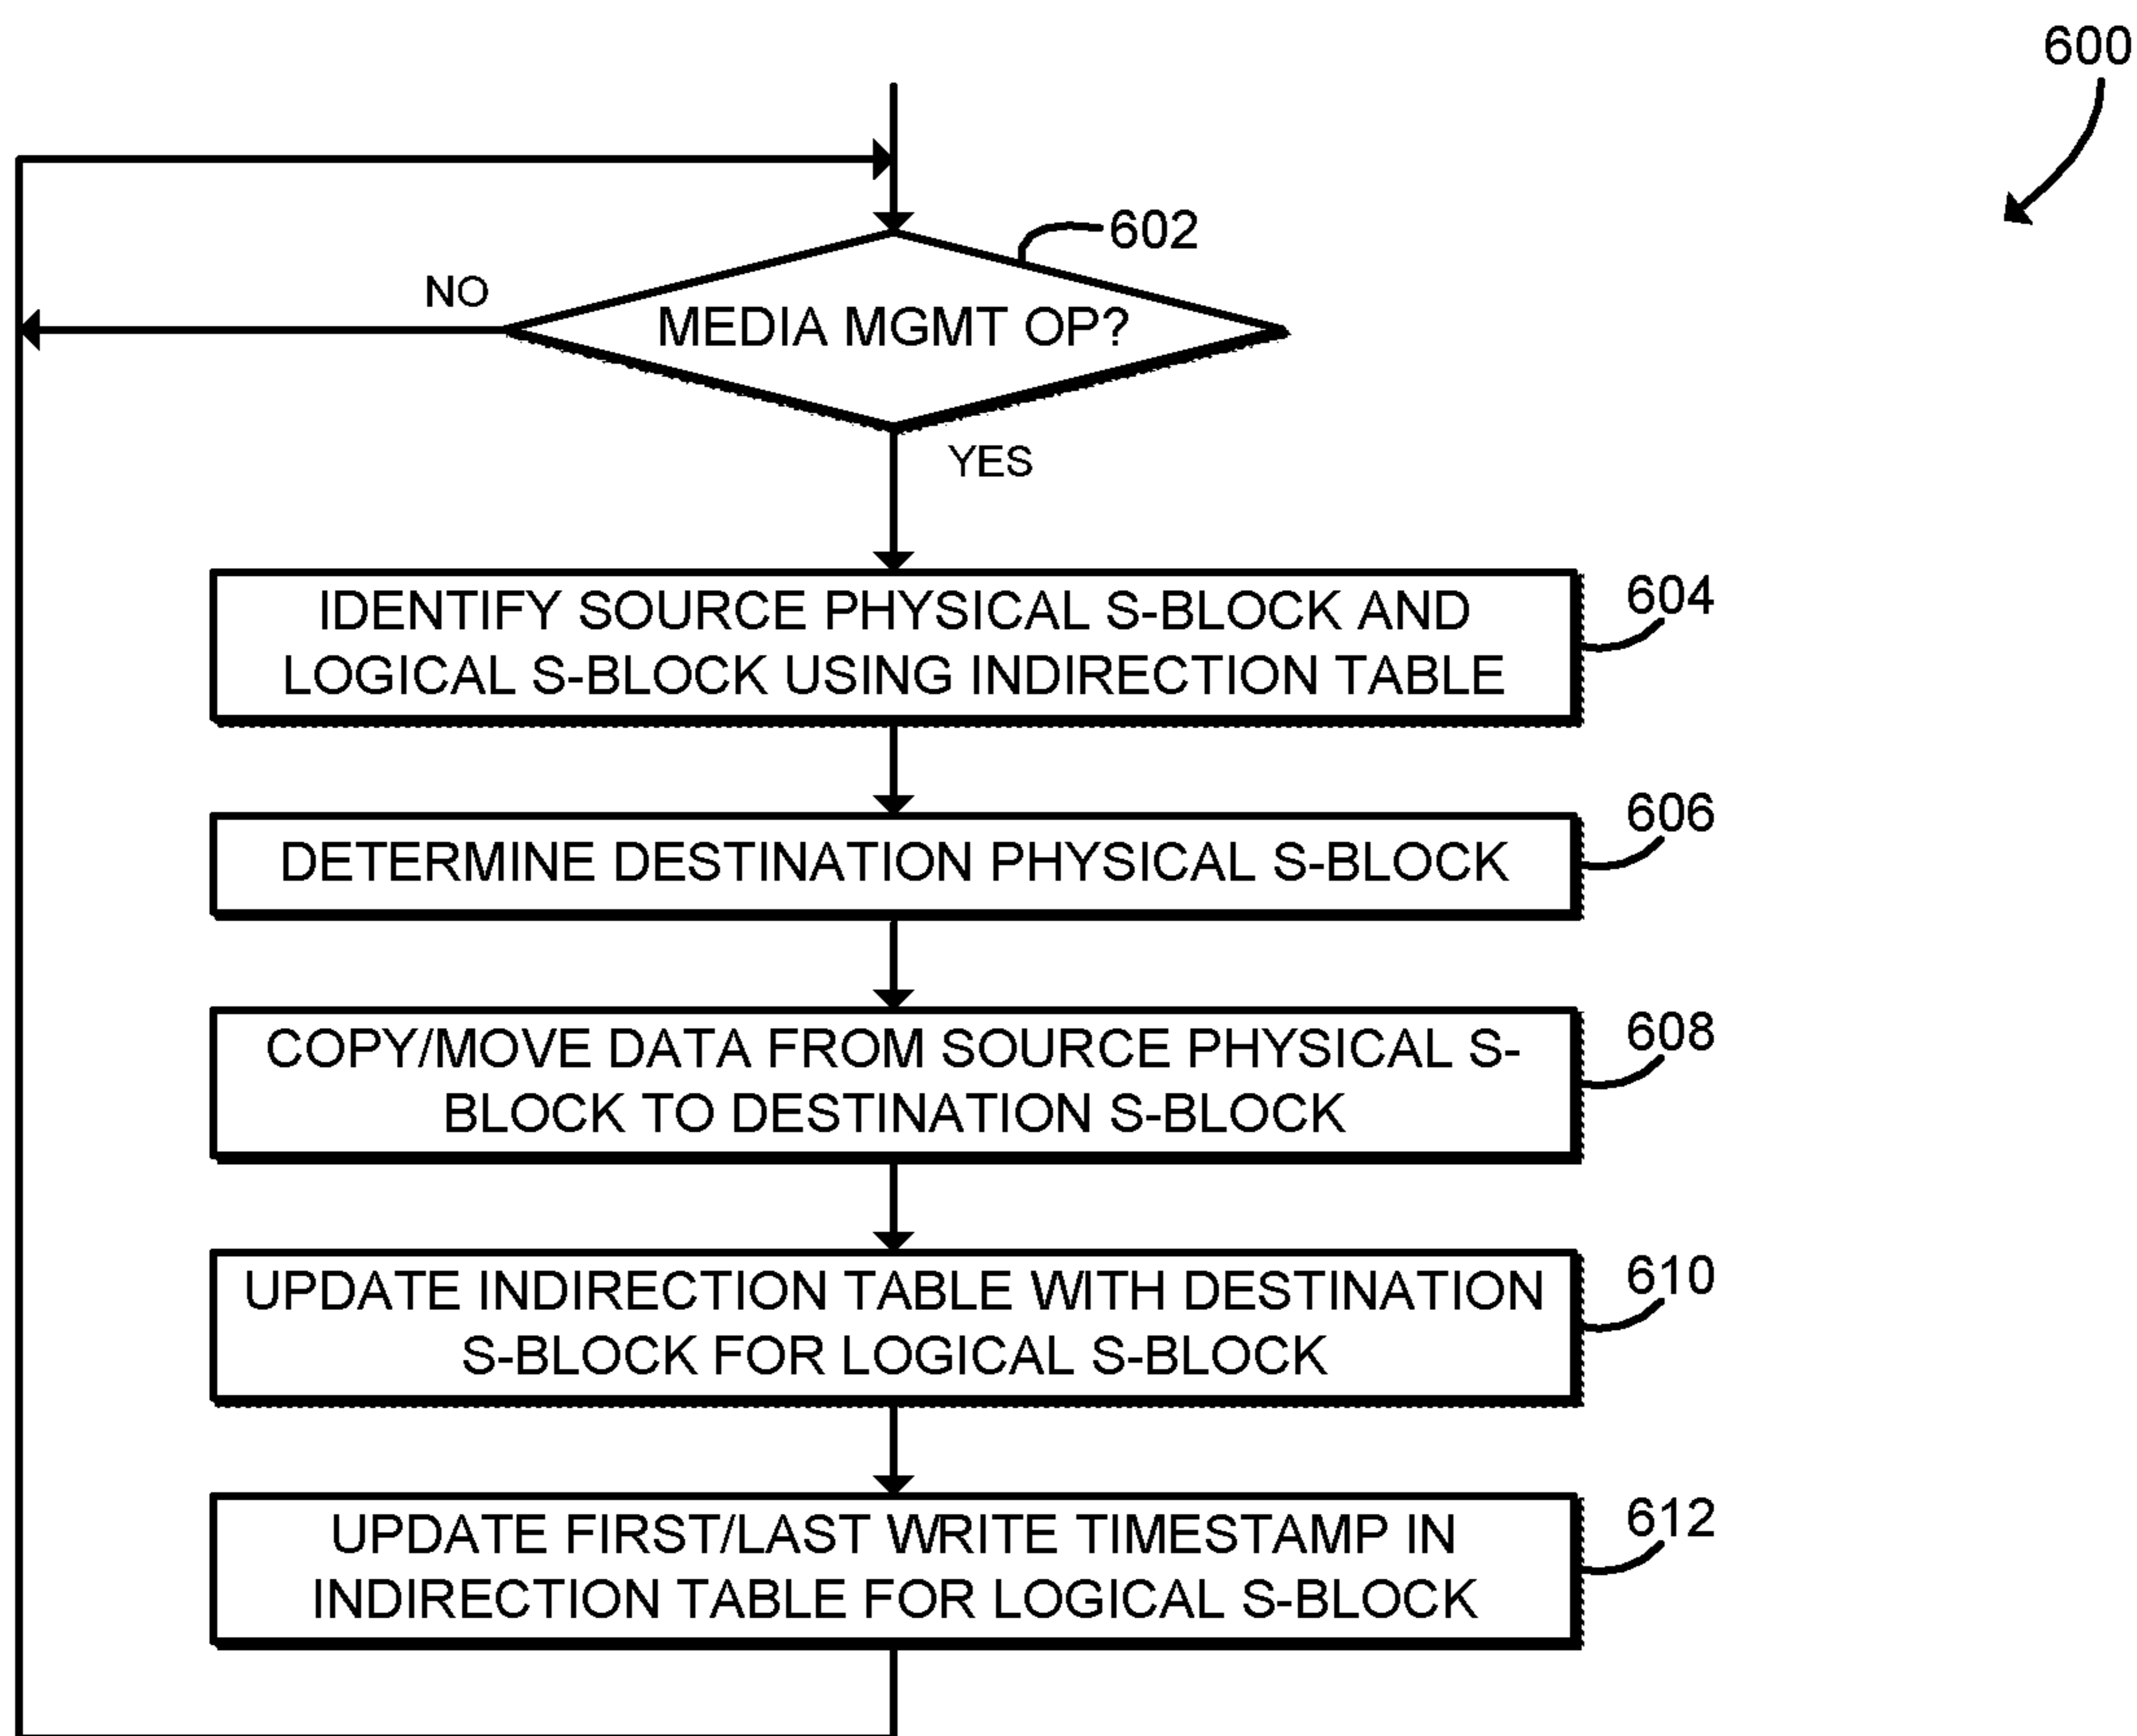 600
602
NO
MEDIA MGMT OP?
YES
IDENTIFY SOURCE PHYSICAL S-BLOCK AND
LOGICAL S-BLOCK USING INDIRECTION TABLE
604
DETERMINE DESTINATION PHYSICAL S-BLOCK
606
COPY/MOVE DATA FROM SOURCE PHYSICAL S-
BLOCK TO DESTINATION S-BLOCK
608
UPDATE INDIRECTION TABLE WITH DESTINATION
S-BLOCK FOR LOGICAL S-BLOCK
610
UPDATE FIRST/LAST WRITE TIMESTAMP IN
INDIRECTION TABLE FOR LOGICAL S-BLOCK
612